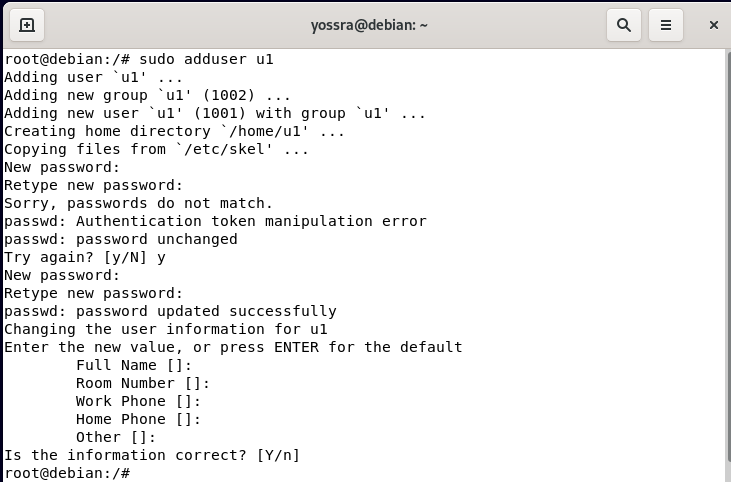 yossra@debian: ~
root@debian:/# sudo adduser u1
Adding user `u1' ...
Adding new group `u1' (1002) ...
Adding new user `u1' (1001) with group `u1' ...
Creating home directory `/home/u1' ...
Copying files from `/etc/skel' ...
New password:
Retype new password:
Sorry, passwords do not match.
passwd: Authentication token manipulation error
passwd: password unchanged
Try again? [y/N] y
New password:
Retype new password:
passwd: password updated successfully
Changing the user information for u1
Enter the new value, or press ENTER for the default
        Full Name []:
        Room Number []:
        Work Phone []:
        Home Phone []:
        Other []:
Is the information correct? [Y/n]
root@debian:/#